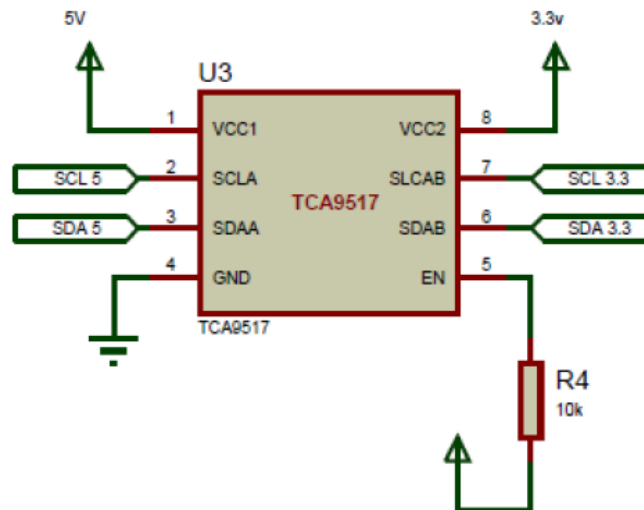 5V
3.3v
U3
1
VCC1
VCC2
8
SCL 5
2
SCLA
SLCAB
7
SCL 3.3
TCA9517
SDA 5
3
SDAA
SDAB
6
SDA 3.3
4
GND
EN
5
TCA9517
R4
10k